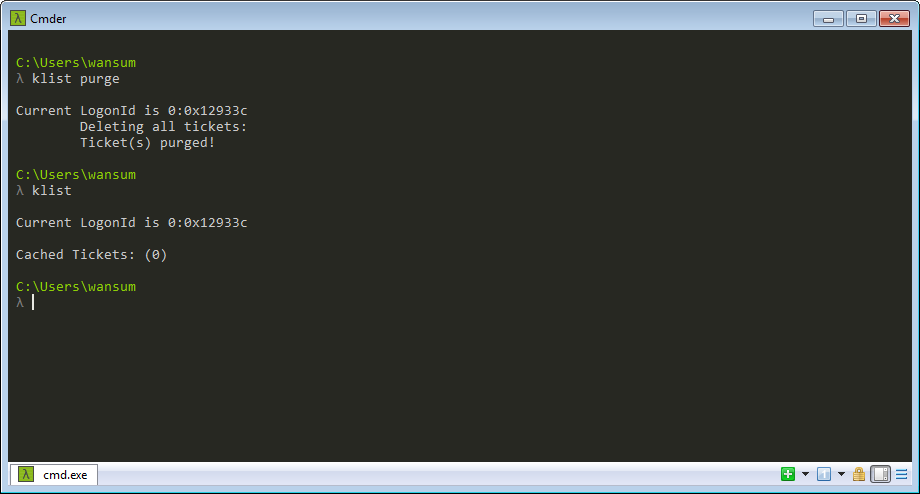 Cmder
C:\Users\wansum
λ klist purge
Current LogonId is 0:0x12933c
Deleting all tickets:
Ticket(s) purged!
C:\Users\wansum
λ klist
Current LogonId is 0:0x12933c
Cached Tickets: (0)
C:\Users\wansum
λ
cmd.exe